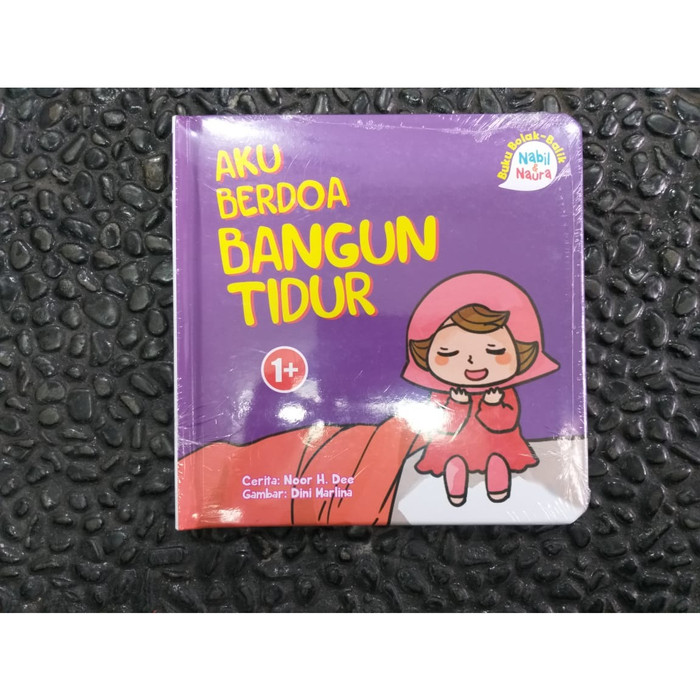 AKU
BERDOA
BANGUN
TIDUR
Buku Bolak-Balik
Nabil
&
Naura
1+
Cerita: Noor H. Dee
Gambar: Dini Marlina